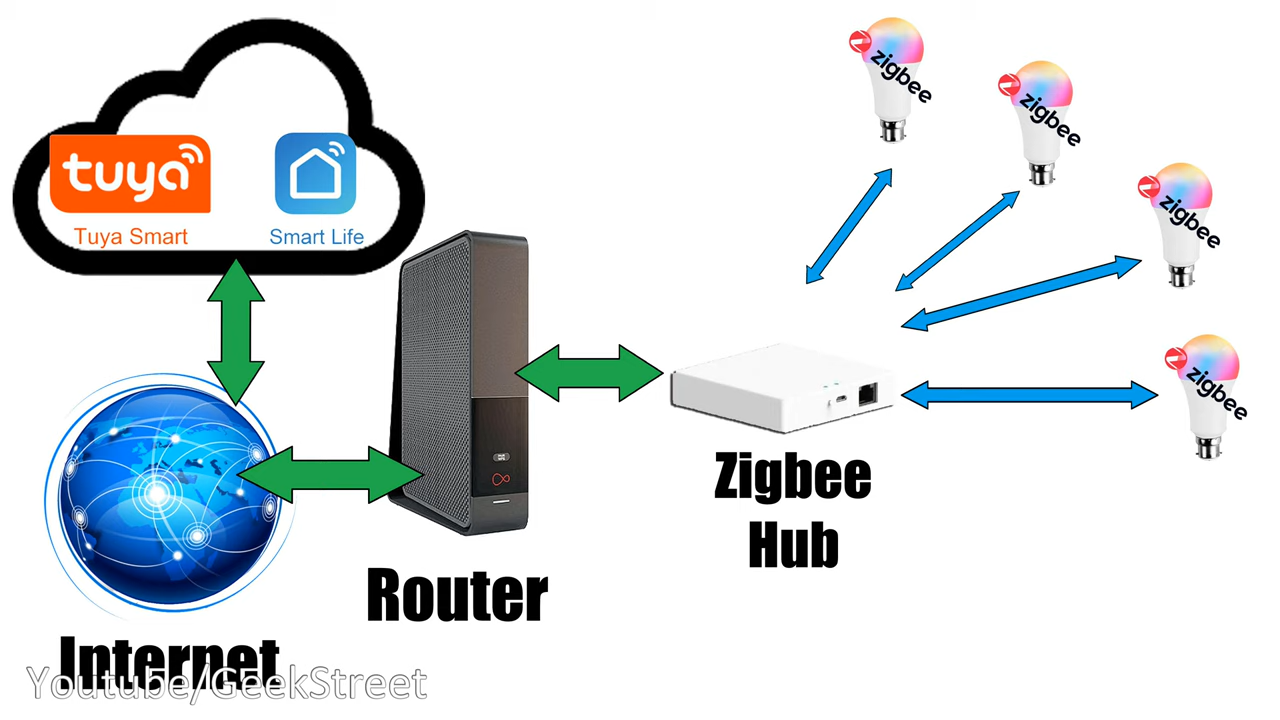 tuya
Tuya Smart
Smart Life
zigbee
zigbee
zigbee
zigbee
Zigbee
Hub
Router
Internet
Youtube/GeekStreet